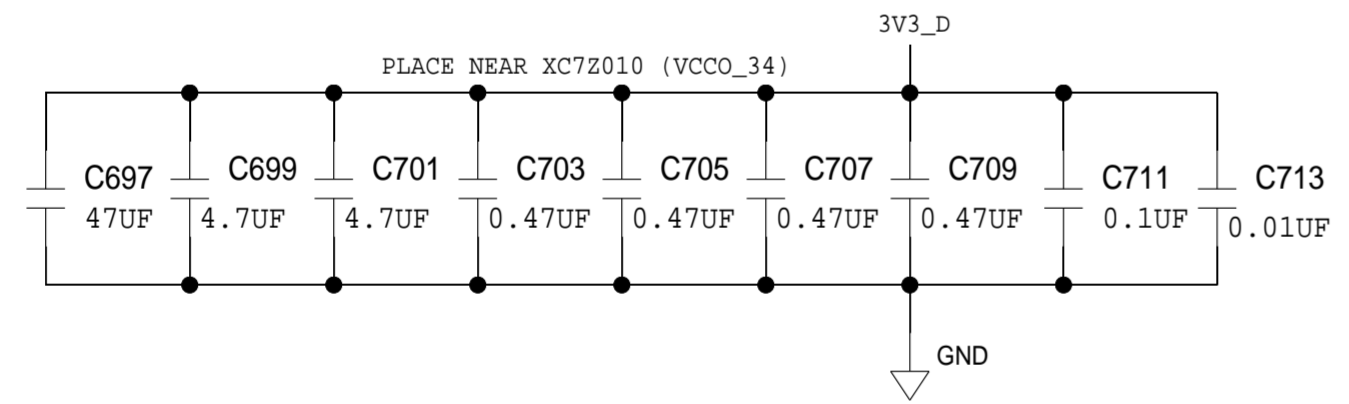 3V3_D
PLACE NEAR XC7Z010 (VCCO_34)
C697
47UF
C699
4.7UF
C701
4.7UF
C703
0.47UF
C705
0.47UF
C707
0.47UF
C709
0.47UF
C711
0.1UF
C713
0.01UF
GND